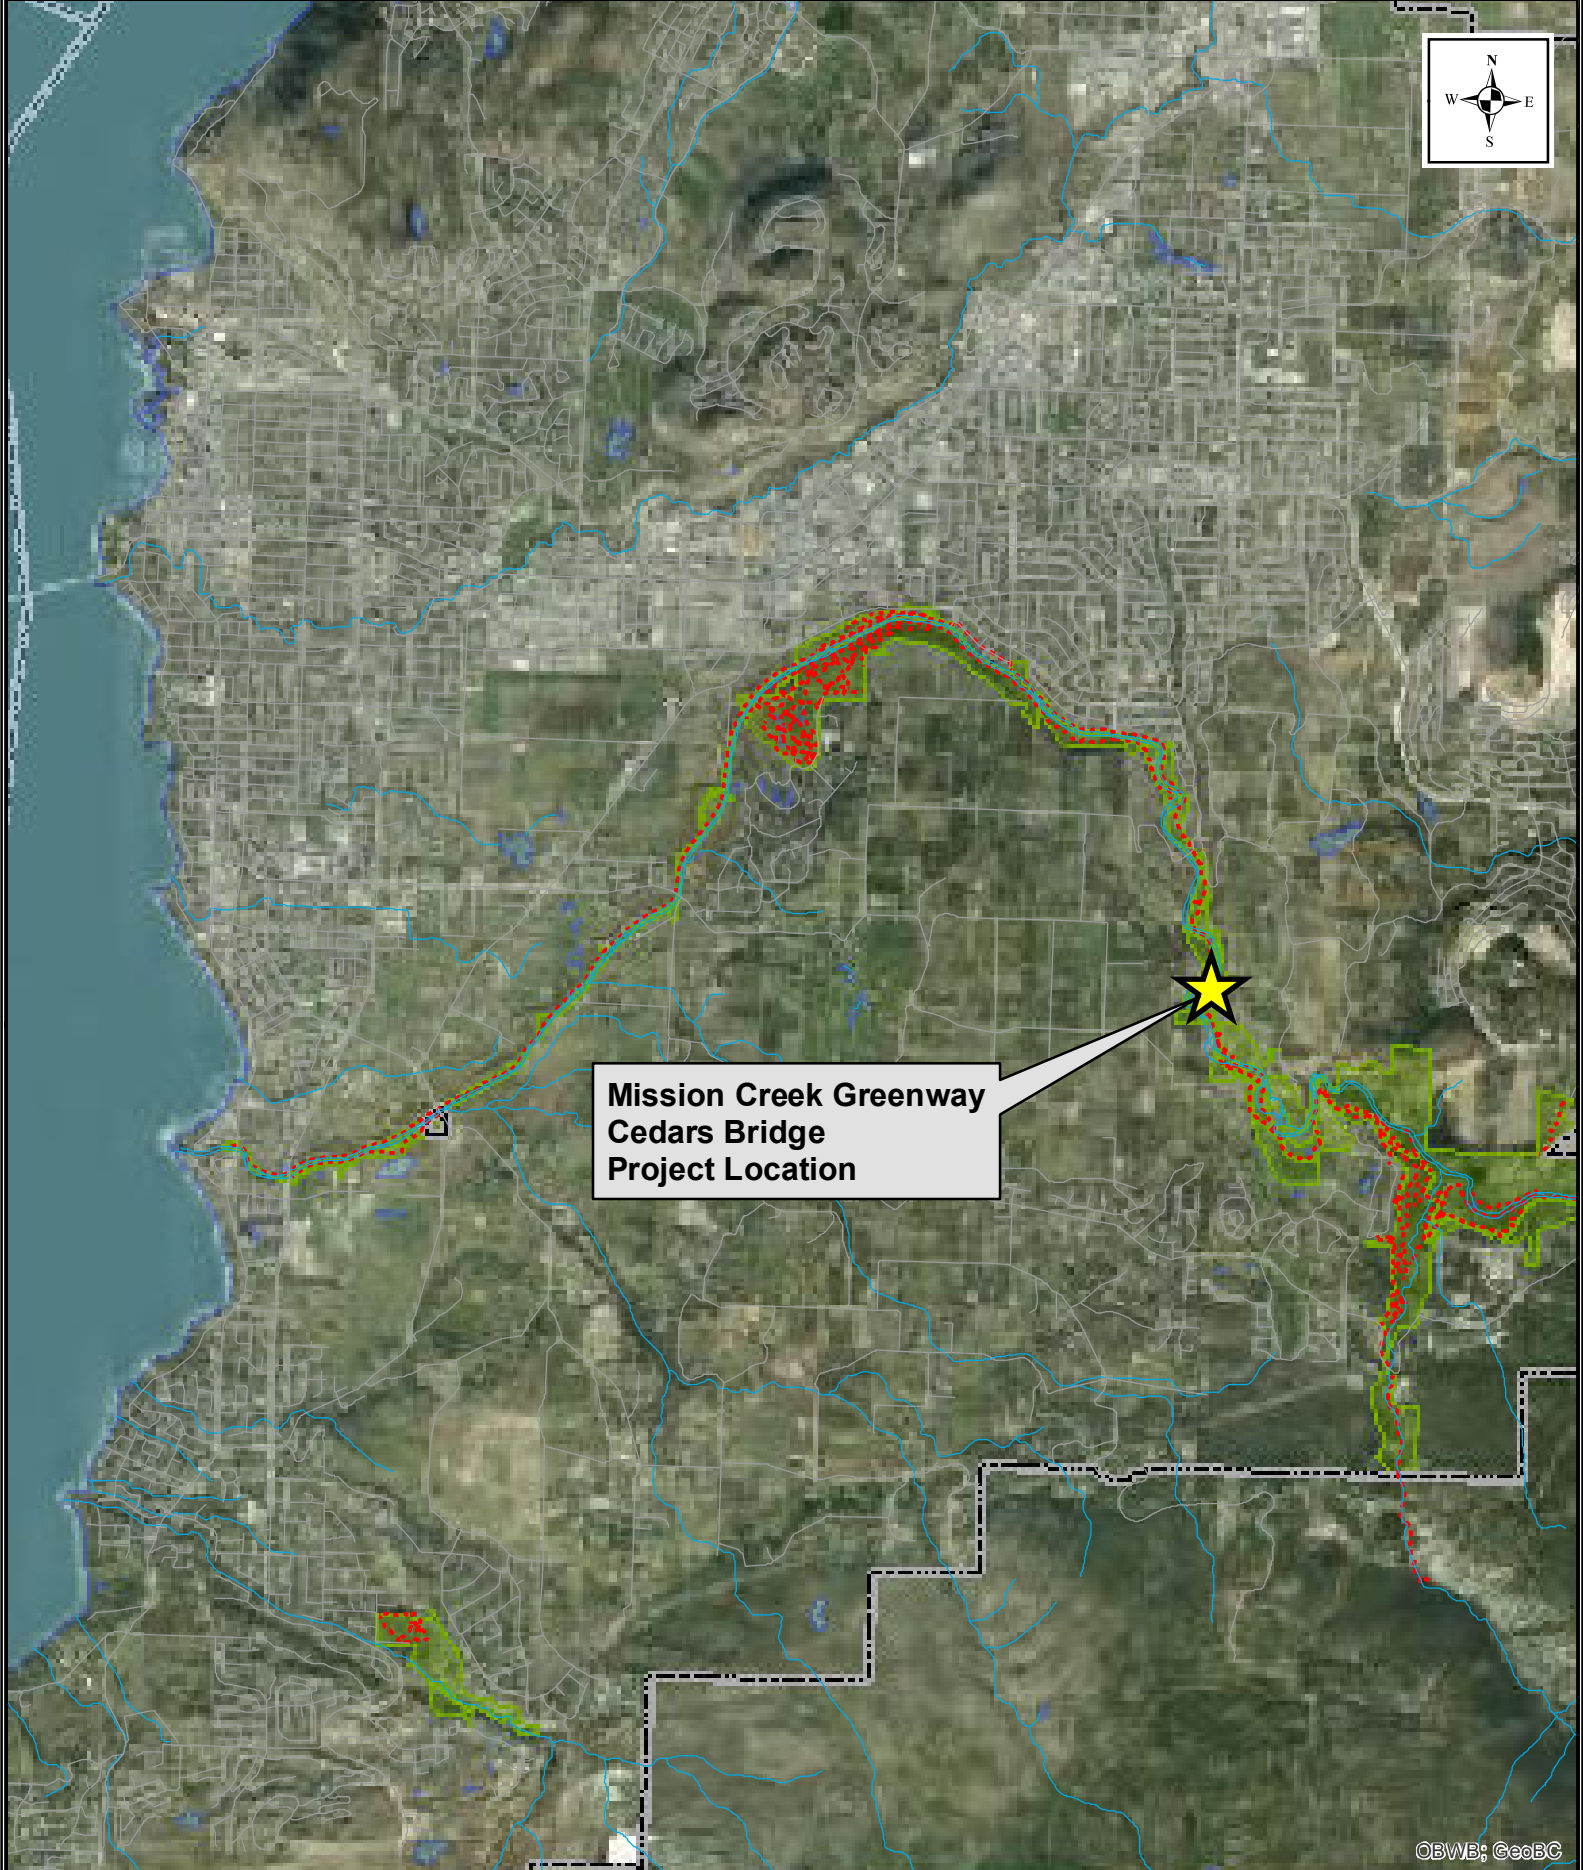 N
W E
S
Mission Creek Greenway
Cedars Bridge
Project Location
OBWB; GeoBC